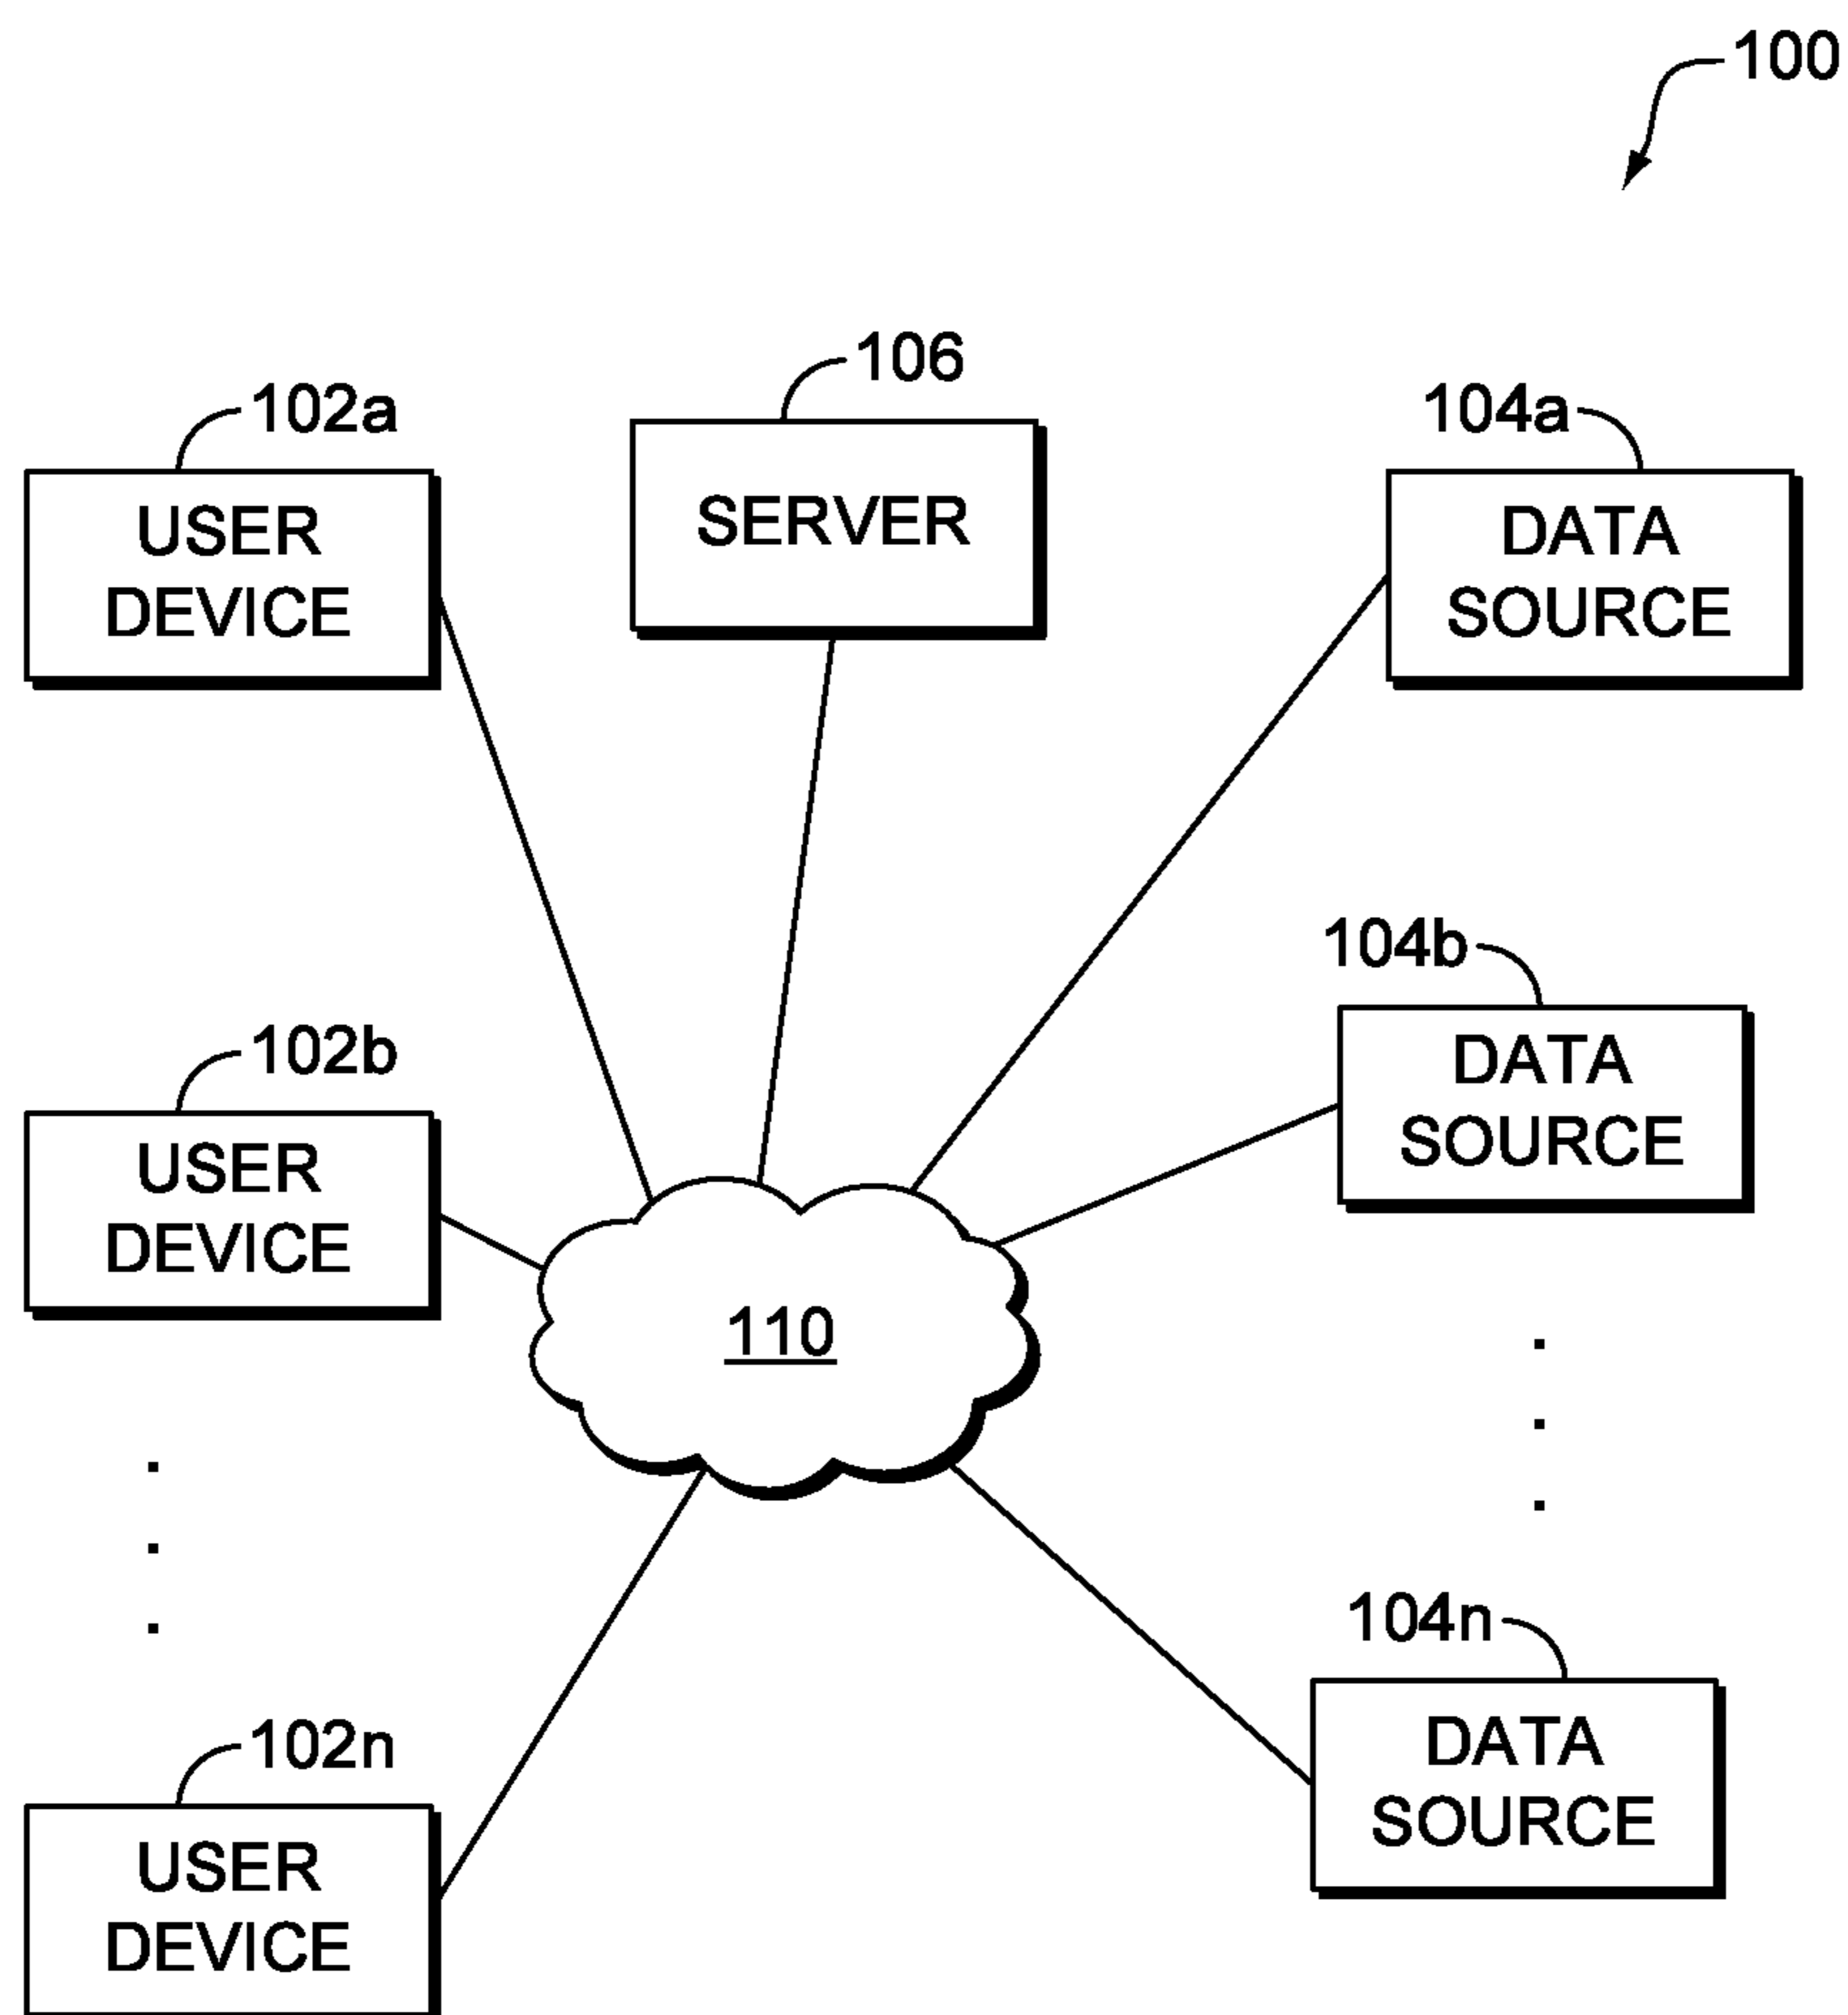 100
106
102a
104a
USER
DEVICE
SERVER
DATA
SOURCE
104b
102b
DATA
SOURCE
USER
DEVICE
110
104n
102n
DATA
SOURCE
USER
DEVICE